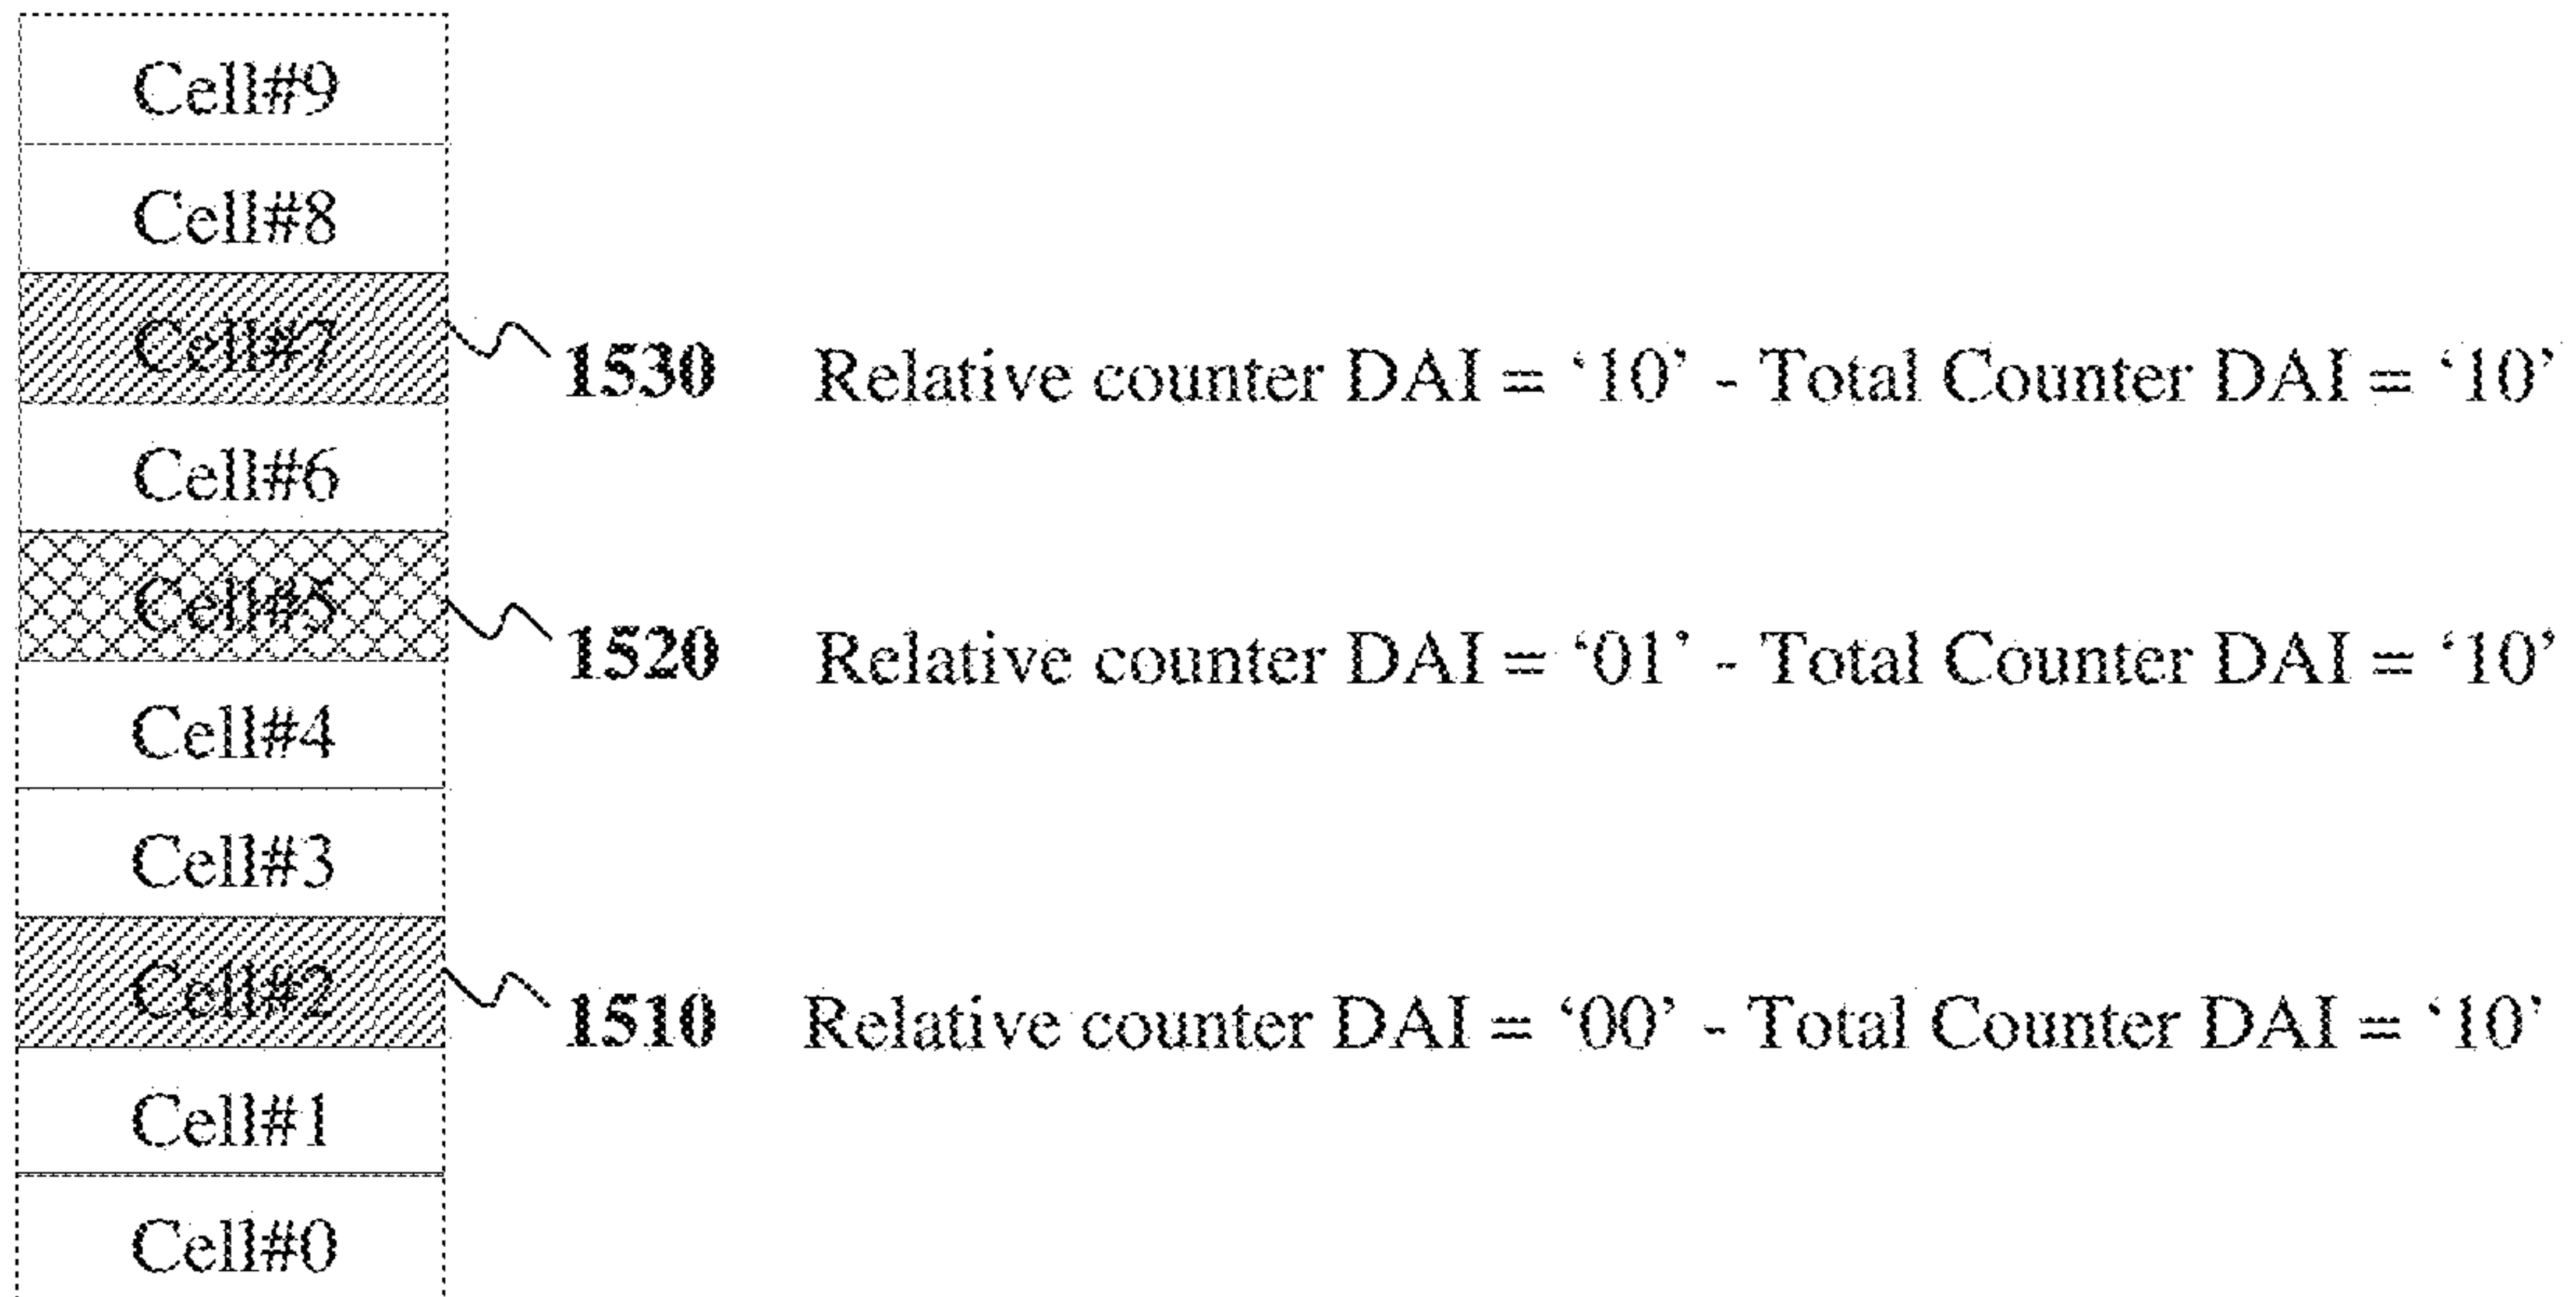 Cell#9
Cell#8
Cell#7 1530 Relative counter DAI = ‘10’ - Total Counter DAI = ‘10’
Cell#6
Cell#5 1520 Relative counter DAI = ‘01’ - Total Counter DAI = ‘10’
Cell#4
Cell#3
Cell#2 1510 Relative counter DAI = ‘00’ - Total Counter DAI = ‘10’
Cell#1
Cell#0